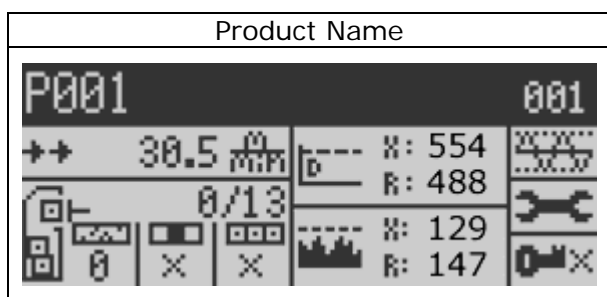 Product Name
P001 001
30.5 m/min
D X: 554
R: 488
0/13
X: 129
R: 147
0 × × ×